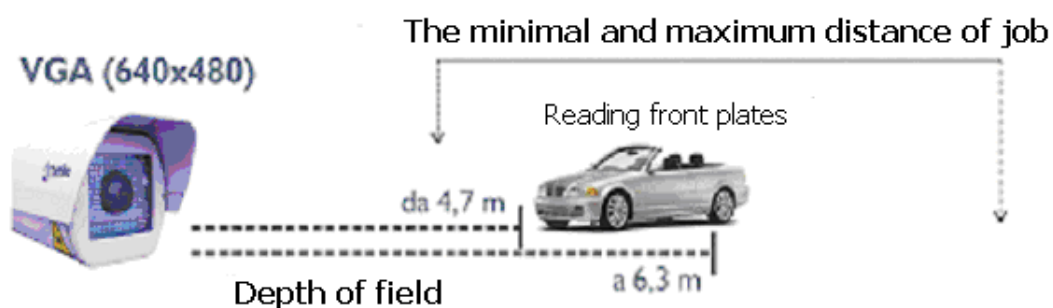 The minimal and maximum distance of job
VGA (640x480)
Reading front plates
da 4,7 m
a 6,3 m
Depth of field